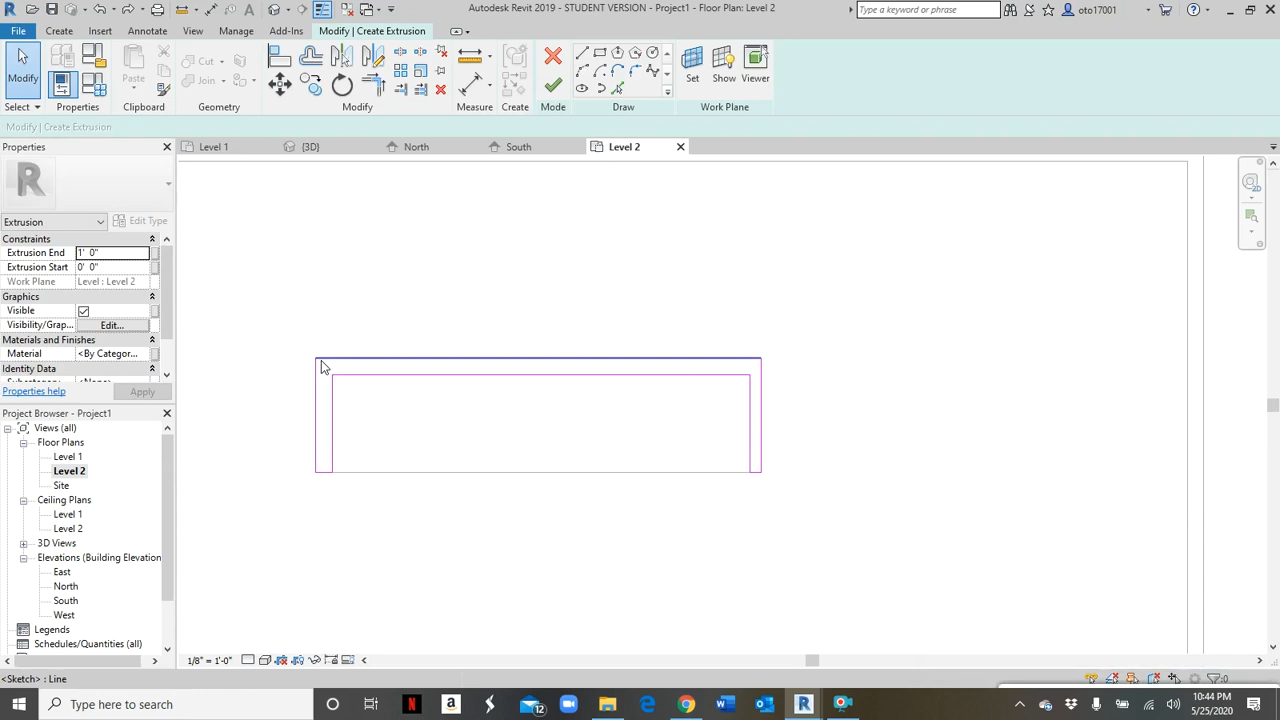 Autodesk Revit 2019 - STUDENT VERSION - Project1 - Floor Plan: Level 2
Type a keyword or phrase
oto17001
File Create Insert Annotate View Manage Add-Ins Modify | Create Extrusion
Modify
Paste
Cut
Join
Set
Show
Viewer
Select Properties Clipboard Geometry Modify Measure Create Mode Draw Work Plane
Modify | Create Extrusion
Properties
Level 1 {3D} North South Level 2
Extrusion
Edit Type
Constraints
Extrusion End 1' 0"
Extrusion Start 0' 0"
Work Plane Level : Level 2
Graphics
Visible
Visibility/Grap... Edit...
Materials and Finishes
Material <By Categor...
Identity Data
Properties help
Apply
Project Browser - Project1
Views (all)
Floor Plans
Level 1
Level 2
Site
Ceiling Plans
Level 1
Level 2
3D Views
Elevations (Building Elevation
East
North
South
West
Legends
Schedules/Quantities (all)
1/8" = 1'-0"
<Sketch> : Line
:0
Type here to search
12
10:44 PM
5/25/2020